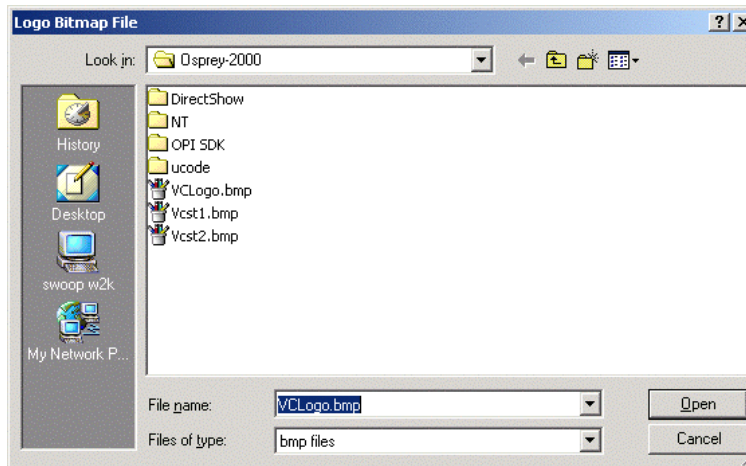 Logo Bitmap File
Look in: Osprey-2000
DirectShow
NT
OPI SDK
ucode
VCLogo.bmp
Vcst1.bmp
Vcst2.bmp
History
Desktop
swoop w2k
My Network P...
File name: VCLogo.bmp Open
Files of type: bmp files Cancel